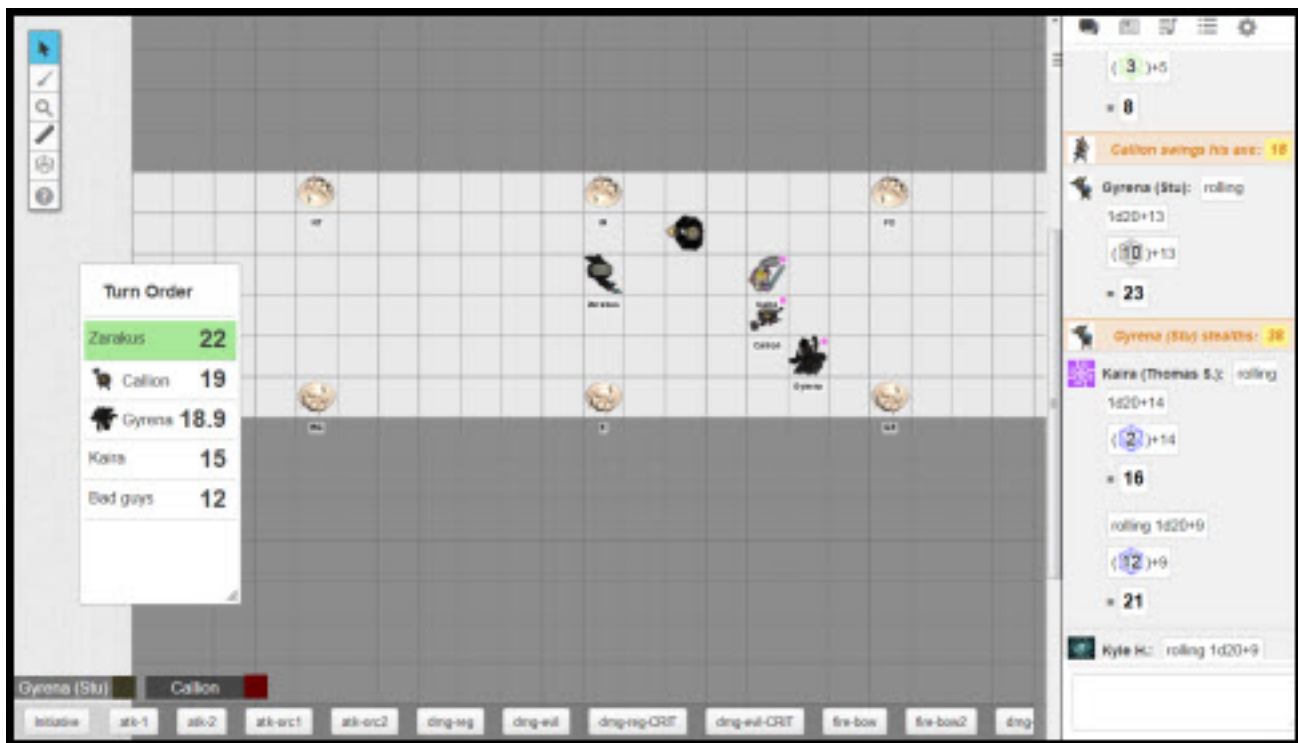 ( 3 )+5
= 8
Callion swings his axe: 18
Gyrena (Stu): rolling
1d20+13
( 10 )+13
= 23
Gyrena (Stu) stealths: 38
Kaira (Thomas S.): rolling
1d20+14
( 2 )+14
= 16
rolling 1d20+9
( 12 )+9
= 21
Kyle H.: rolling 1d20+9
Turn Order
Zarakus 22
Callion 19
Gyrena 18.9
Kaira 15
Bad guys 12
Zarakus
Callion
Gyrena
Gyrena (Stu)
Callion
Initiative
atk-1
atk-2
atk-orc1
atk-orc2
dmg-reg
dmg-evil
dmg-reg-CRIT
dmg-evil-CRIT
fire-bow
fire-bow2
dmg-